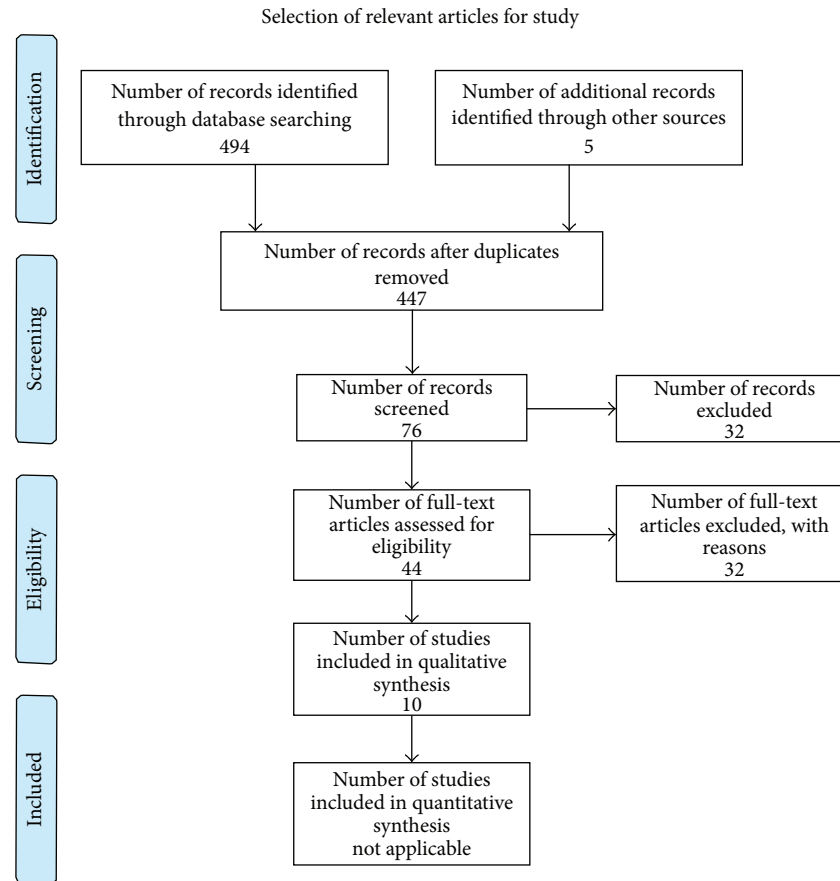 Selection of relevant articles for study
Identification
Number of records identified
through database searching
494
Number of additional records
identified through other sources
5
Screening
Number of records after duplicates
removed
447
Number of records
screened
76
Number of records
excluded
32
Eligibility
Number of full-text
articles assessed for
eligibility
44
Number of full-text
articles excluded, with
reasons
32
Number of studies
included in qualitative
synthesis
10
Included
Number of studies
included in quantitative
synthesis
not applicable